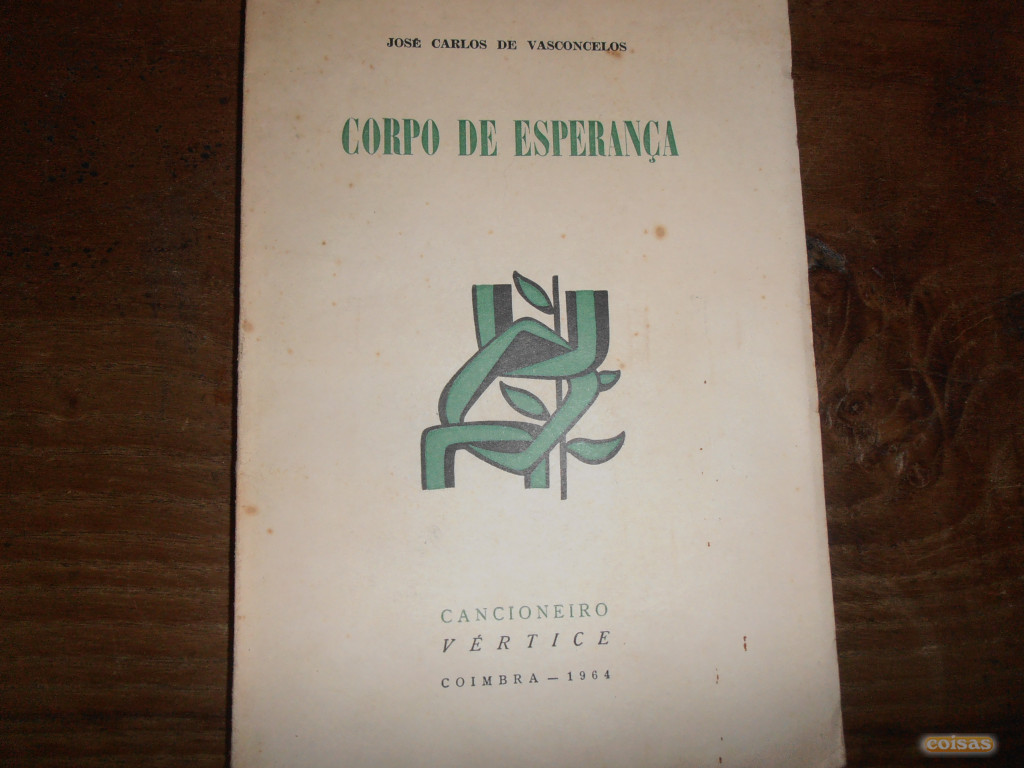 JOSÉ CARLOS DE VASCONCELOS
CORPO DE ESPERANÇA
CANCIONEIRO
VÉRTICE
COIMBRA — 1964
coisas